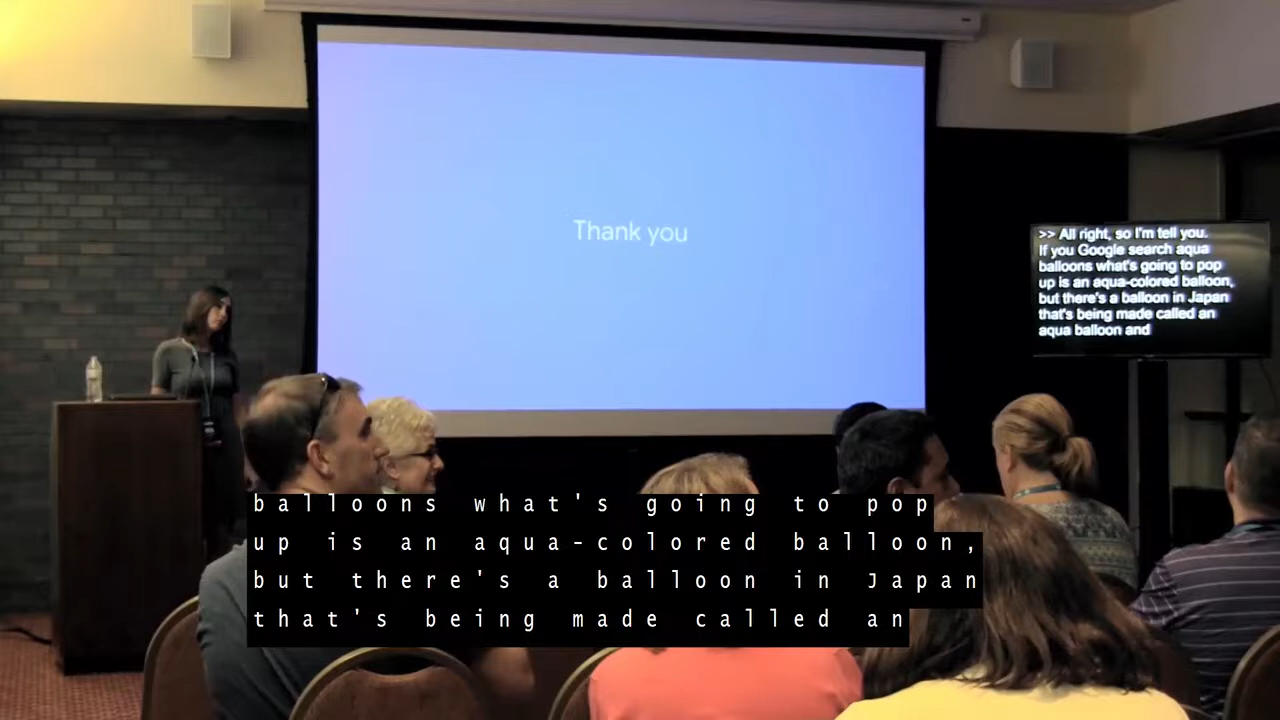 Thank you
>> All right, so I'm tell you.
If you Google search aqua
balloons what's going to pop
up is an aqua-colored balloon,
but there's a balloon in Japan
that's being made called an
aqua balloon and
balloons what's going to pop
up is an aqua-colored balloon,
but there's a balloon in Japan
that's being made called an